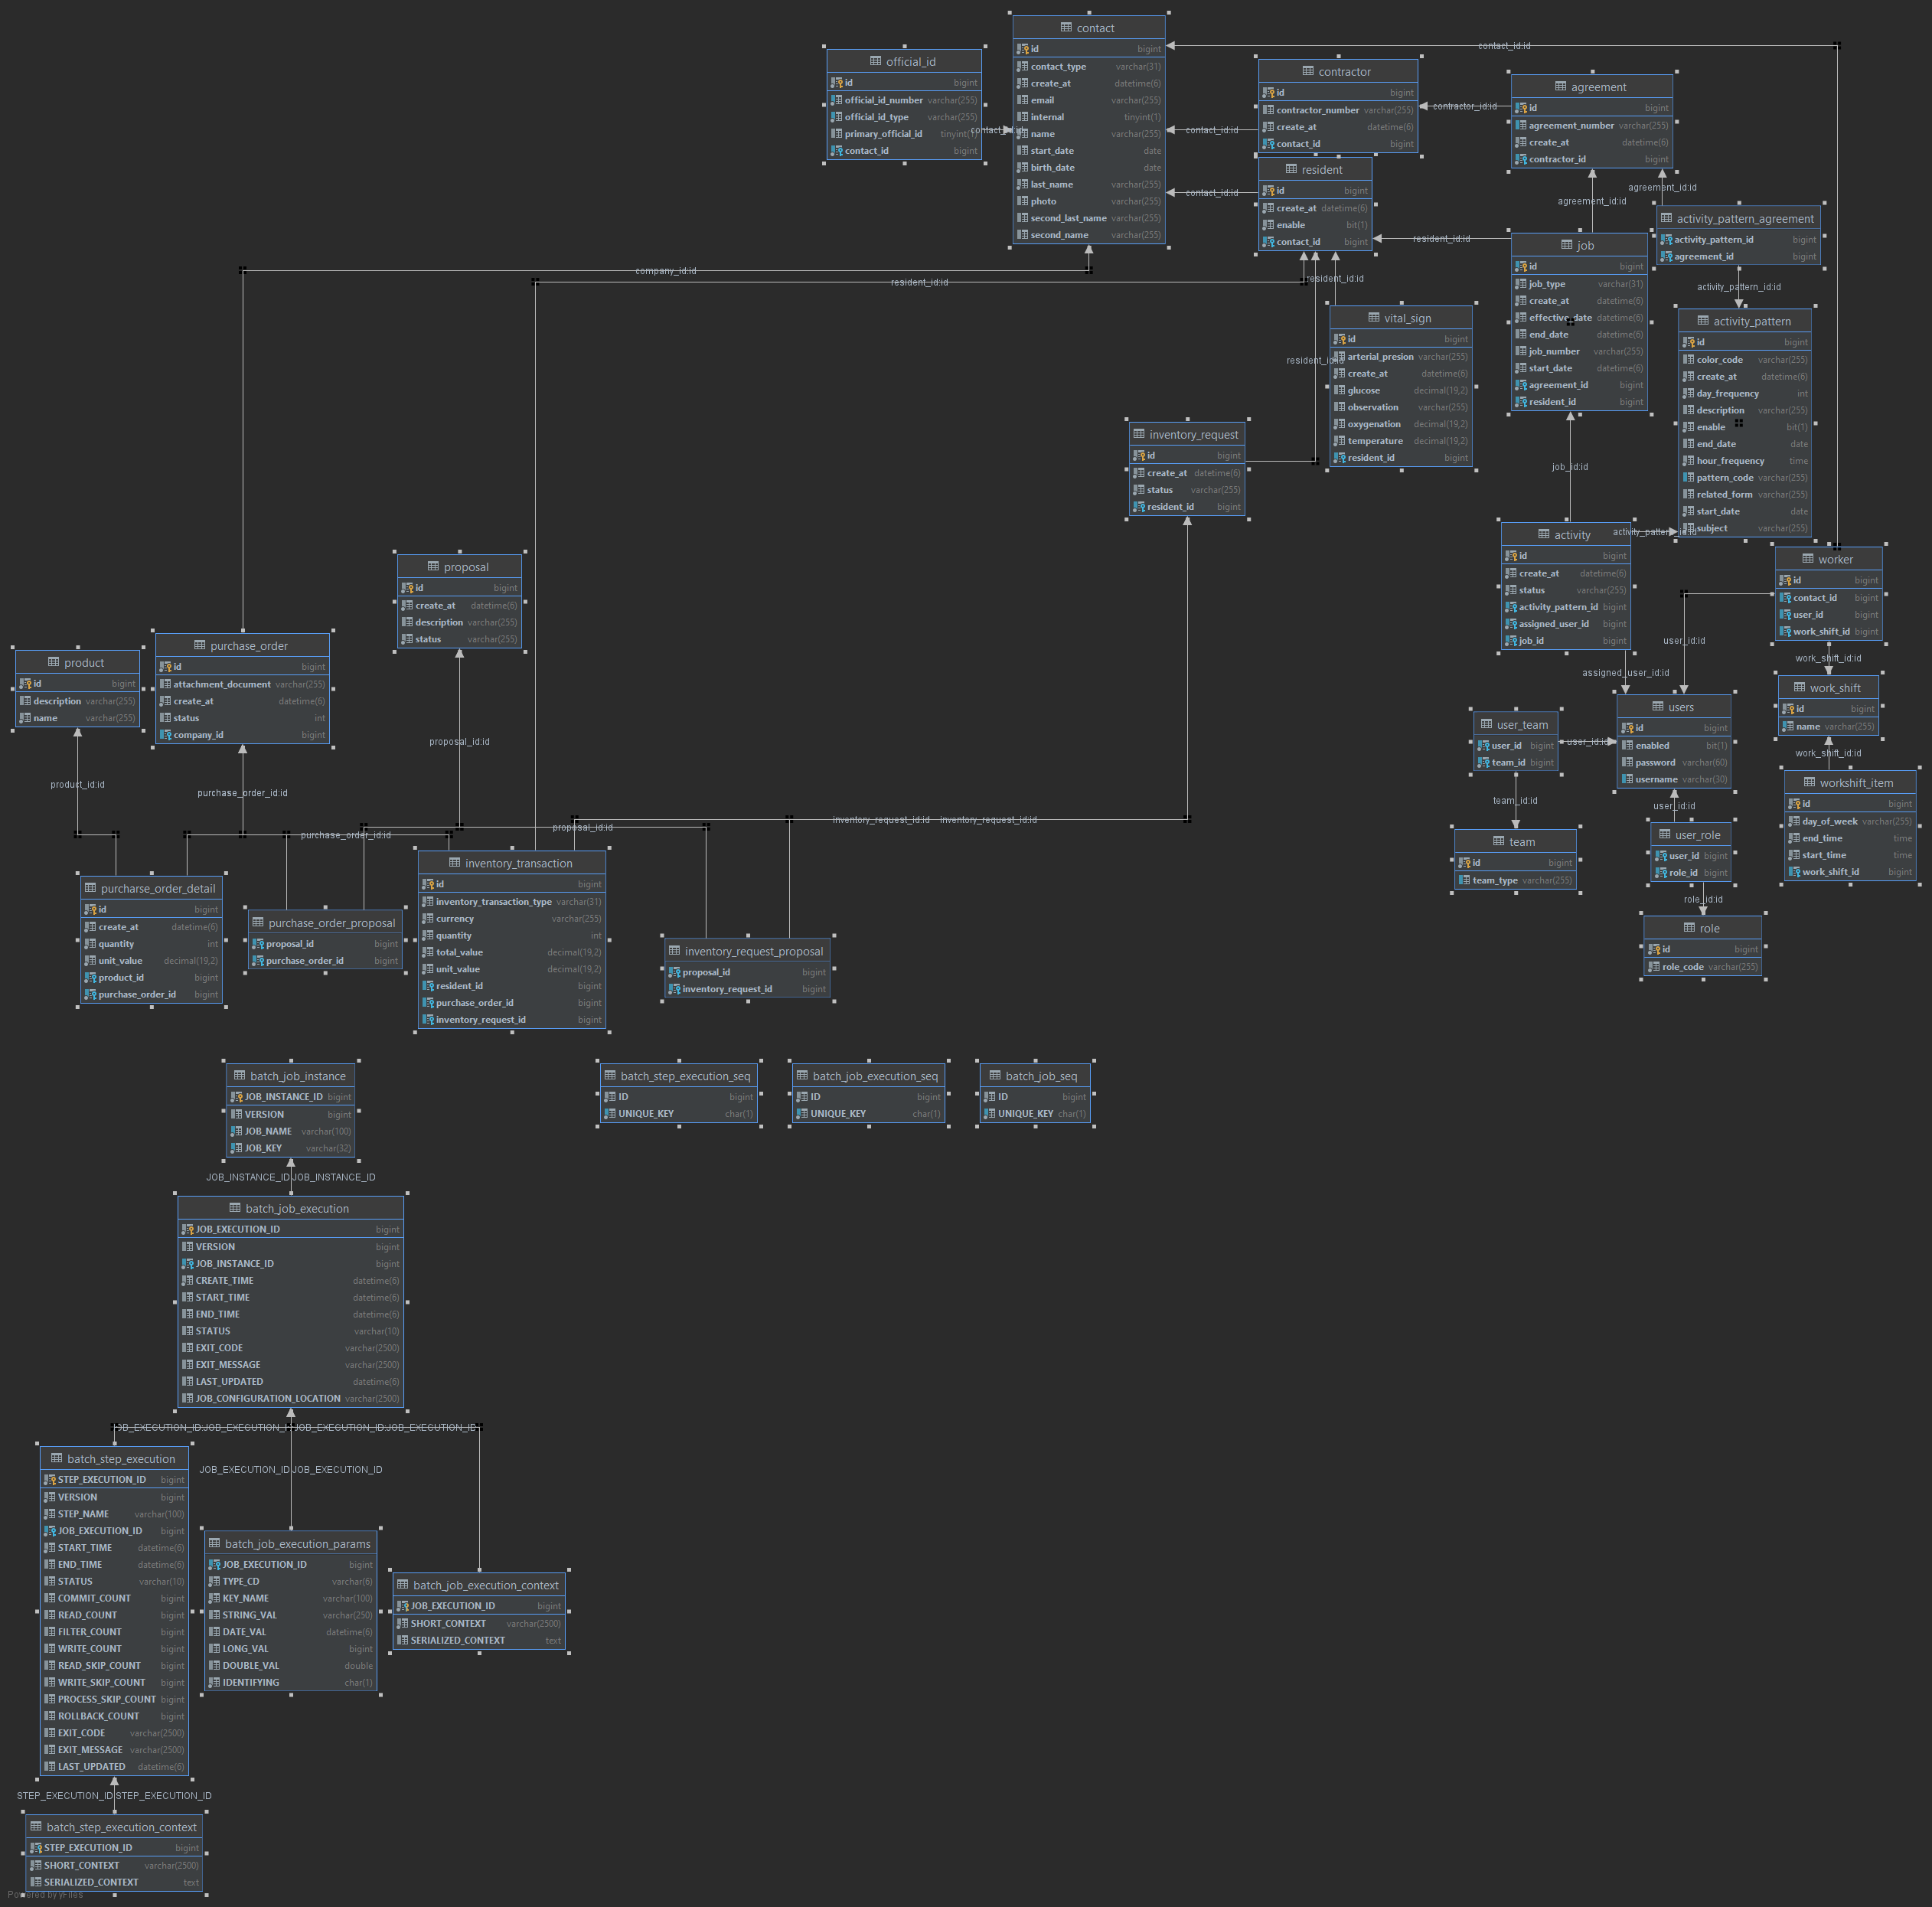 contact
id bigint
contact_type varchar(31)
create_at datetime(6)
email varchar(255)
internal tinyint(1)
name varchar(255)
start_date date
birth_date date
last_name varchar(255)
photo varchar(255)
second_last_name varchar(255)
second_name varchar(255)
official_id
id bigint
official_id_number varchar(255)
official_id_type varchar(255)
primary_official_id tinyint(1)
contact_id bigint
contact_id:id
contractor
id bigint
contractor_number varchar(255)
create_at datetime(6)
contact_id bigint
contact_id:id
contact_id:id
contractor_id:id
agreement
id bigint
agreement_number varchar(255)
create_at datetime(6)
contractor_id bigint
resident
id bigint
create_at datetime(6)
enable bit(1)
contact_id bigint
contact_id:id
agreement_id:id
agreement_id:id
activity_pattern_agreement
activity_pattern_id bigint
agreement_id bigint
resident_id:id
job
id bigint
job_type varchar(31)
create_at datetime(6)
effective_date datetime(6)
end_date datetime(6)
job_number varchar(255)
start_date datetime(6)
agreement_id bigint
resident_id bigint
company_id:id
resident_id:id
resident_id:id
activity_pattern_id:id
vital_sign
id bigint
arterial_presion varchar(255)
create_at datetime(6)
glucose decimal(19,2)
observation varchar(255)
oxygenation decimal(19,2)
temperature decimal(19,2)
resident_id bigint
resident_id:id
activity_pattern
id bigint
color_code varchar(255)
create_at datetime(6)
day_frequency int
description varchar(255)
enable bit(1)
end_date date
hour_frequency time
pattern_code varchar(255)
related_form varchar(255)
start_date date
subject varchar(255)
inventory_request
id bigint
create_at datetime(6)
status varchar(255)
resident_id bigint
job_id:id
activity
id bigint
create_at datetime(6)
status varchar(255)
activity_pattern_id bigint
assigned_user_id bigint
job_id bigint
activity_pattern_id:id
worker
id bigint
contact_id bigint
user_id bigint
work_shift_id bigint
proposal
id bigint
create_at datetime(6)
description varchar(255)
status varchar(255)
product
id bigint
description varchar(255)
name varchar(255)
purchase_order
id bigint
attachment_document varchar(255)
create_at datetime(6)
status int
company_id bigint
user_id:id
work_shift_id:id
assigned_user_id:id
work_shift
id bigint
name varchar(255)
users
id bigint
enabled bit(1)
password varchar(60)
username varchar(30)
user_team
user_id bigint
team_id bigint
user_id:id
proposal_id:id
work_shift_id:id
workshift_item
id bigint
day_of_week varchar(255)
end_time time
start_time time
work_shift_id bigint
product_id:id
purchase_order_id:id
team_id:id
user_id:id
purchase_order_id:id
proposal_id:id
inventory_request_id:id
inventory_request_id:id
team
id bigint
team_type varchar(255)
user_role
user_id bigint
role_id bigint
role_id:id
role
id bigint
role_code varchar(255)
purcharse_order_detail
id bigint
create_at datetime(6)
quantity int
unit_value decimal(19,2)
product_id bigint
purchase_order_id bigint
purchase_order_proposal
proposal_id bigint
purchase_order_id bigint
inventory_transaction
id bigint
inventory_transaction_type varchar(31)
currency varchar(255)
quantity int
total_value decimal(19,2)
unit_value decimal(19,2)
resident_id bigint
purchase_order_id bigint
inventory_request_id bigint
inventory_request_proposal
proposal_id bigint
inventory_request_id bigint
batch_job_instance
JOB_INSTANCE_ID bigint
VERSION bigint
JOB_NAME varchar(100)
JOB_KEY varchar(32)
batch_step_execution_seq
ID bigint
UNIQUE_KEY char(1)
batch_job_execution_seq
ID bigint
UNIQUE_KEY char(1)
batch_job_seq
ID bigint
UNIQUE_KEY char(1)
JOB_INSTANCE_ID:JOB_INSTANCE_ID
batch_job_execution
JOB_EXECUTION_ID bigint
VERSION bigint
JOB_INSTANCE_ID bigint
CREATE_TIME datetime(6)
START_TIME datetime(6)
END_TIME datetime(6)
STATUS varchar(10)
EXIT_CODE varchar(2500)
EXIT_MESSAGE varchar(2500)
LAST_UPDATED datetime(6)
JOB_CONFIGURATION_LOCATION varchar(2500)
JOB_EXECUTION_ID:JOB_EXECUTION_ID
JOB_EXECUTION_ID:JOB_EXECUTION_ID
JOB_EXECUTION_ID:JOB_EXECUTION_ID
batch_step_execution
STEP_EXECUTION_ID bigint
VERSION bigint
STEP_NAME varchar(100)
JOB_EXECUTION_ID bigint
START_TIME datetime(6)
END_TIME datetime(6)
STATUS varchar(10)
COMMIT_COUNT bigint
READ_COUNT bigint
FILTER_COUNT bigint
WRITE_COUNT bigint
READ_SKIP_COUNT bigint
WRITE_SKIP_COUNT bigint
PROCESS_SKIP_COUNT bigint
ROLLBACK_COUNT bigint
EXIT_CODE varchar(2500)
EXIT_MESSAGE varchar(2500)
LAST_UPDATED datetime(6)
batch_job_execution_params
JOB_EXECUTION_ID bigint
TYPE_CD varchar(6)
KEY_NAME varchar(100)
STRING_VAL varchar(250)
DATE_VAL datetime(6)
LONG_VAL bigint
DOUBLE_VAL double
IDENTIFYING char(1)
batch_job_execution_context
JOB_EXECUTION_ID bigint
SHORT_CONTEXT varchar(2500)
SERIALIZED_CONTEXT text
STEP_EXECUTION_ID:STEP_EXECUTION_ID
batch_step_execution_context
STEP_EXECUTION_ID bigint
SHORT_CONTEXT varchar(2500)
SERIALIZED_CONTEXT text
Powered by yFiles